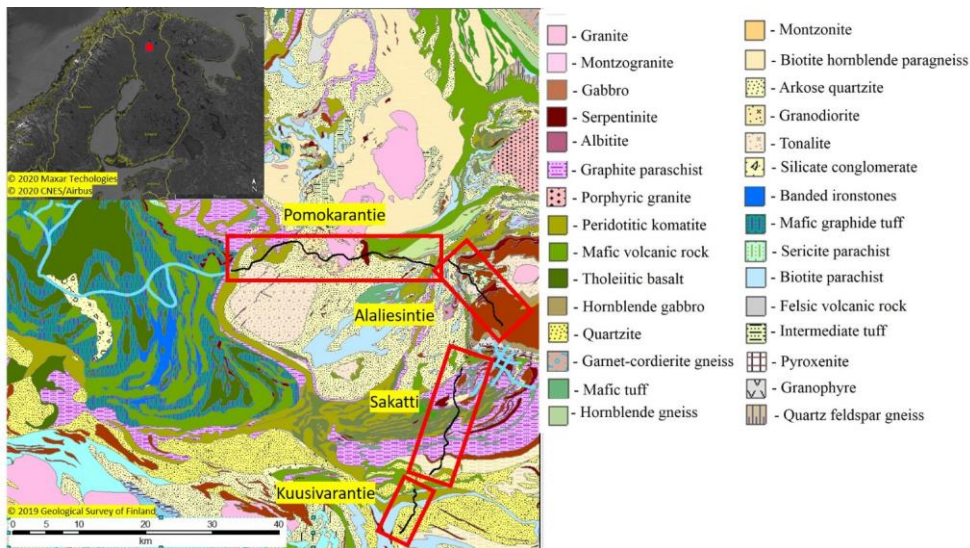 © 2020 Maxar Techologies
© 2020 CNES/Airbus
N
Pomokarantie
Alaliesintie
Sakatti
Kuusivarantie
© 2019 Geological Survey of Finland
0 5 10 20 30 40
km
- Granite
- Montzogranite
- Gabbro
- Serpentinite
- Albitite
- Graphite paraschist
- Porphyric granite
- Peridotitic komatite
- Mafic volcanic rock
- Tholeiitic basalt
- Hornblende gabbro
- Quartzite
- Garnet-cordierite gneiss
- Mafic tuff
- Hornblende gneiss
- Montzonite
- Biotite hornblende paragneiss
- Arkose quartzite
- Granodiorite
- Tonalite
- Silicate conglomerate
- Banded ironstones
- Mafic graphide tuff
- Sericite parachist
- Biotite parachist
- Felsic volcanic rock
- Intermediate tuff
- Pyroxenite
- Granophyre
- Quartz feldspar gneiss